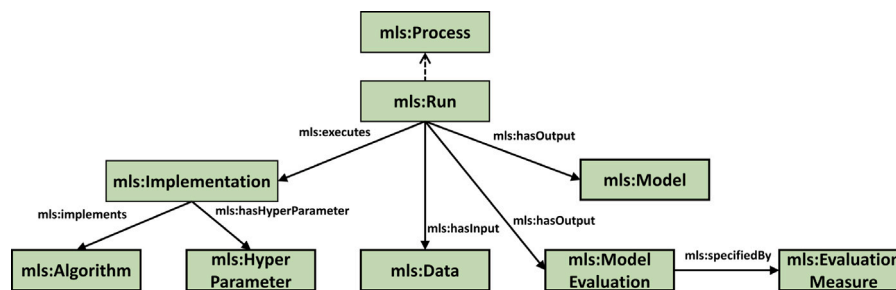 mls:Process
mls:Run
mls:executes
mls:hasOutput
mls:Implementation
mls:Model
mls:implements
mls:hasHyperParameter
mls:hasInput
mls:hasOutput
mls:Algorithm
mls:Hyper
Parameter
mls:Data
mls:Model
Evaluation
mls:specifiedBy
mls:Evaluation
Measure